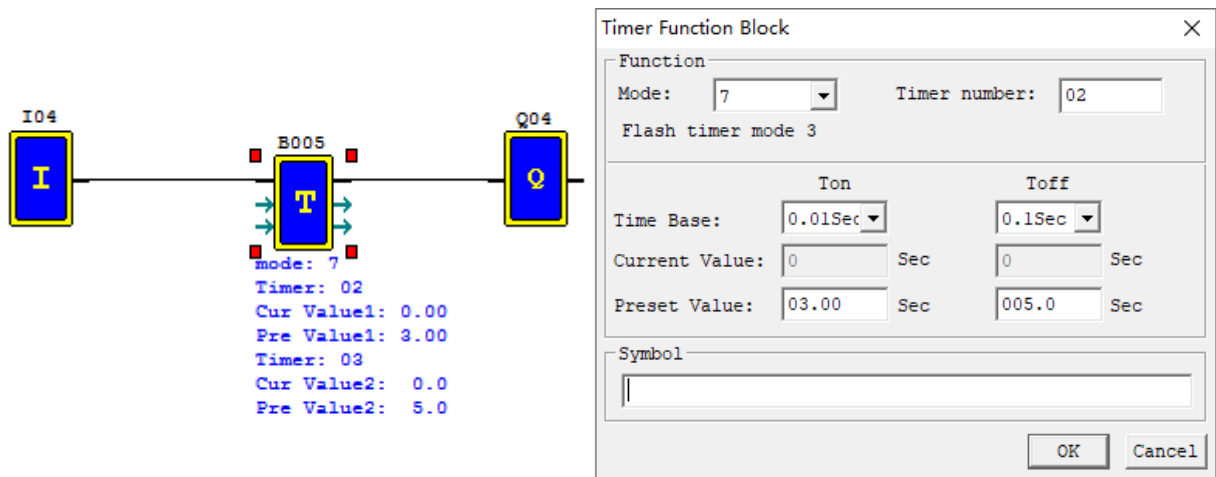 I04
I
B005
T
Q04
Q
mode: 7
Timer: 02
Cur Value1: 0.00
Pre Value1: 3.00
Timer: 03
Cur Value2: 0.0
Pre Value2: 5.0
Timer Function Block
Function
Mode: 7 Timer number: 02
Flash timer mode 3
Ton Toff
Time Base: 0.01Sec 0.1Sec
Current Value: 0 Sec 0 Sec
Preset Value: 03.00 Sec 005.0 Sec
Symbol
OK Cancel